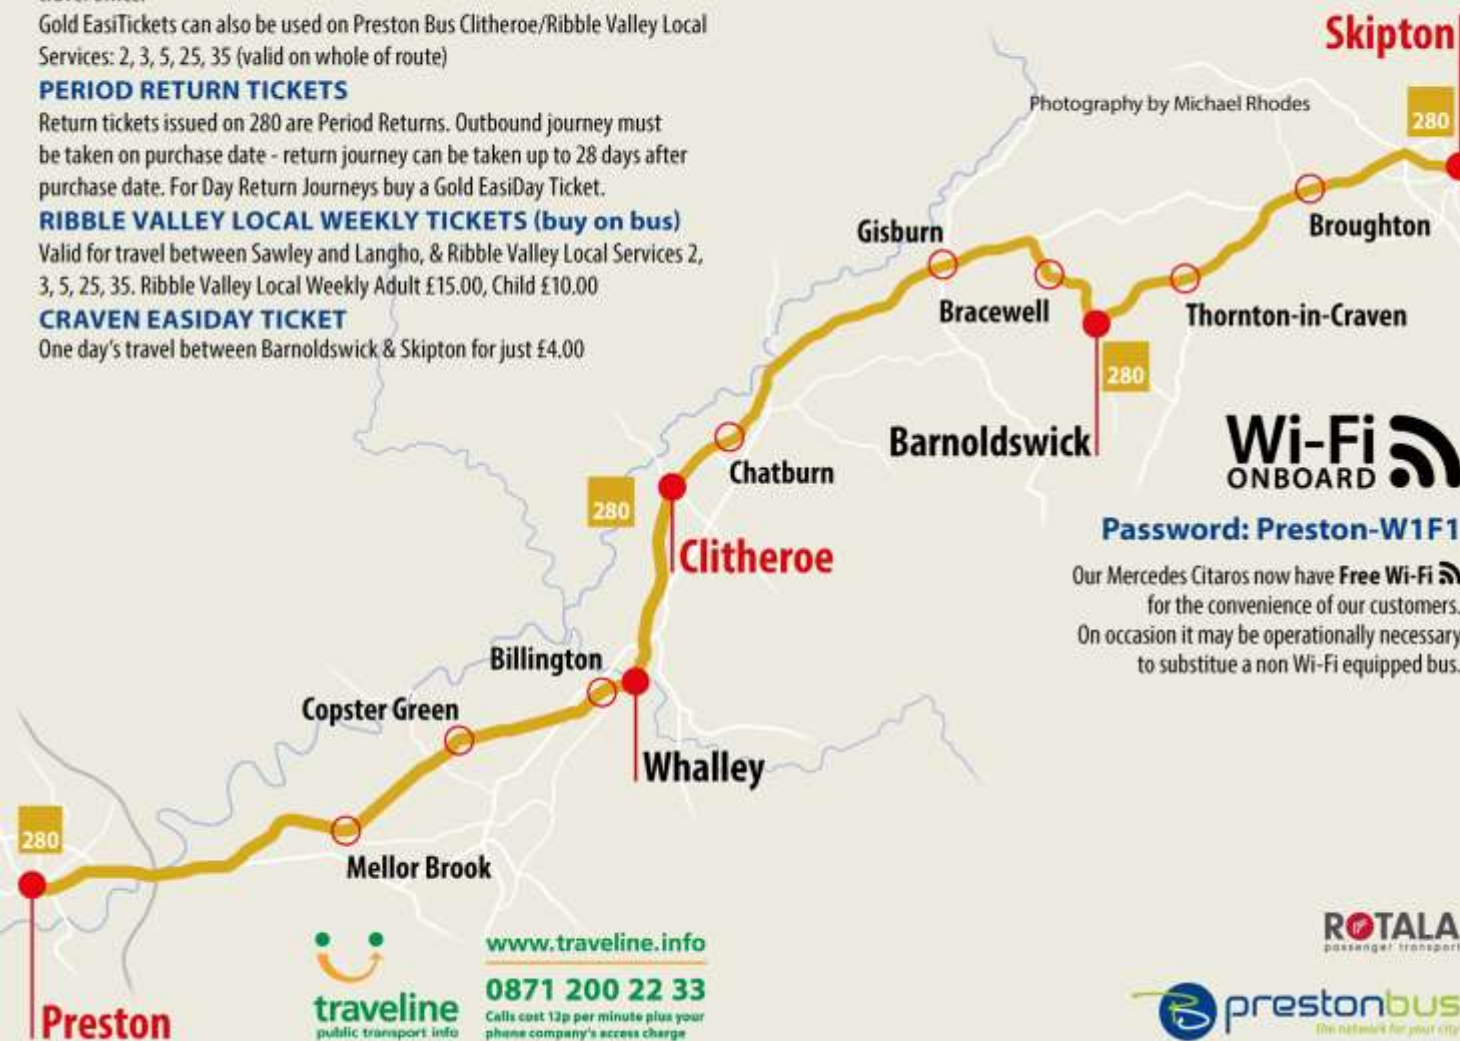 Gold EasiTickets can also be used on Preston Bus Clitheroe/Ribble Valley Local
Services: 2, 3, 5, 25, 35 (valid on whole of route)
PERIOD RETURN TICKETS
Return tickets issued on 280 are Period Returns. Outbound journey must
be taken on purchase date - return journey can be taken up to 28 days after
purchase date. For Day Return Journeys buy a Gold EasiDay Ticket.
RIBBLE VALLEY LOCAL WEEKLY TICKETS (buy on bus)
Valid for travel between Sawley and Langho, & Ribble Valley Local Services 2,
3, 5, 25, 35. Ribble Valley Local Weekly Adult £15.00, Child £10.00
CRAVEN EASIDAY TICKET
One day's travel between Barnoldswick & Skipton for just £4.00
Skipton
Photography by Michael Rhodes
280
Broughton
Gisburn
Bracewell
Thornton-in-Craven
280
Barnoldswick
Chatburn
280
Clitheroe
Wi-Fi
ONBOARD
Password: Preston-W1F1
Our Mercedes Citaros now have Free Wi-Fi
for the convenience of our customers.
On occasion it may be operationally necessary
to substitue a non Wi-Fi equipped bus.
Billington
Copster Green
Whalley
280
Mellor Brook
Preston
traveline
public transport info
www.traveline.info
0871 200 22 33
Calls cost 12p per minute plus your
phone company's access charge
ROTALA
passenger transport
prestonbus
the network for your city